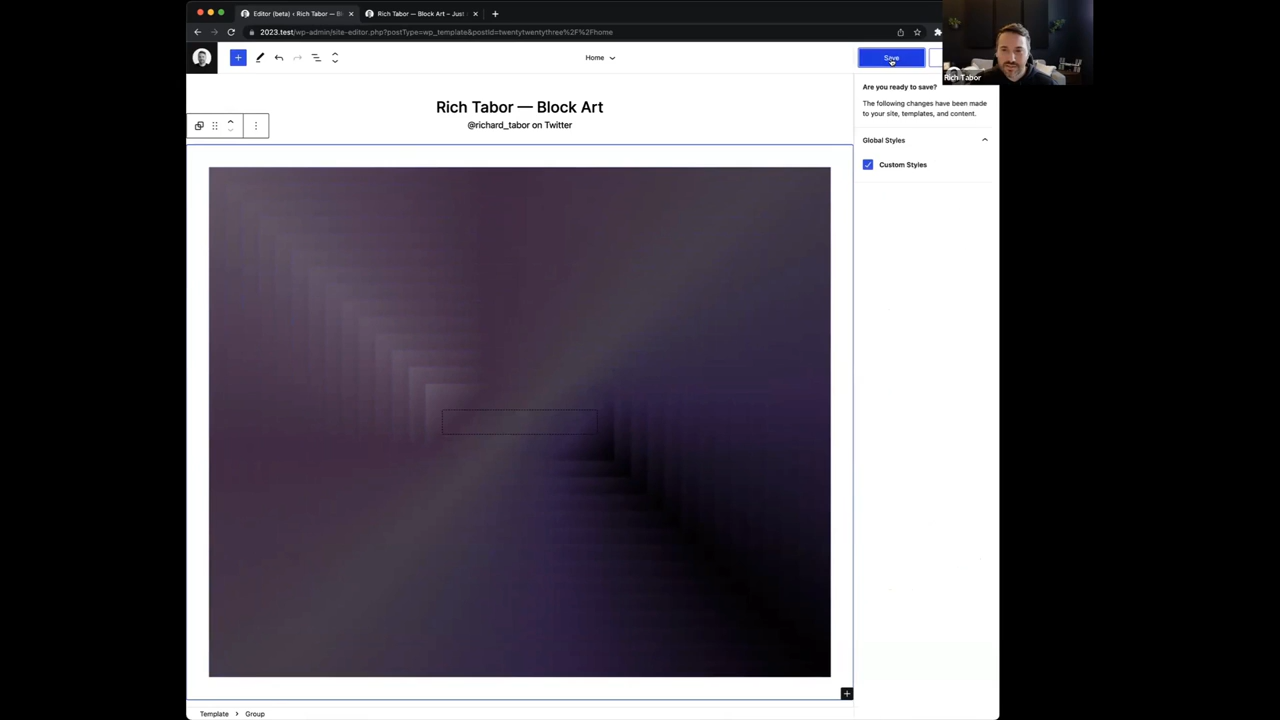 Editor (beta) ‹ Rich Tabor — Bl
Rich Tabor — Block Art – Just
2023.test/wp-admin/site-editor.php?postType=wp_template&postId=twentytwentythree%2F%2Fhome
Home
Save
Rich Tabor
Are you ready to save?
The following changes have been made
to your site, templates, and content.
Rich Tabor — Block Art
@richard_tabor on Twitter
Global Styles
Custom Styles
Template > Group